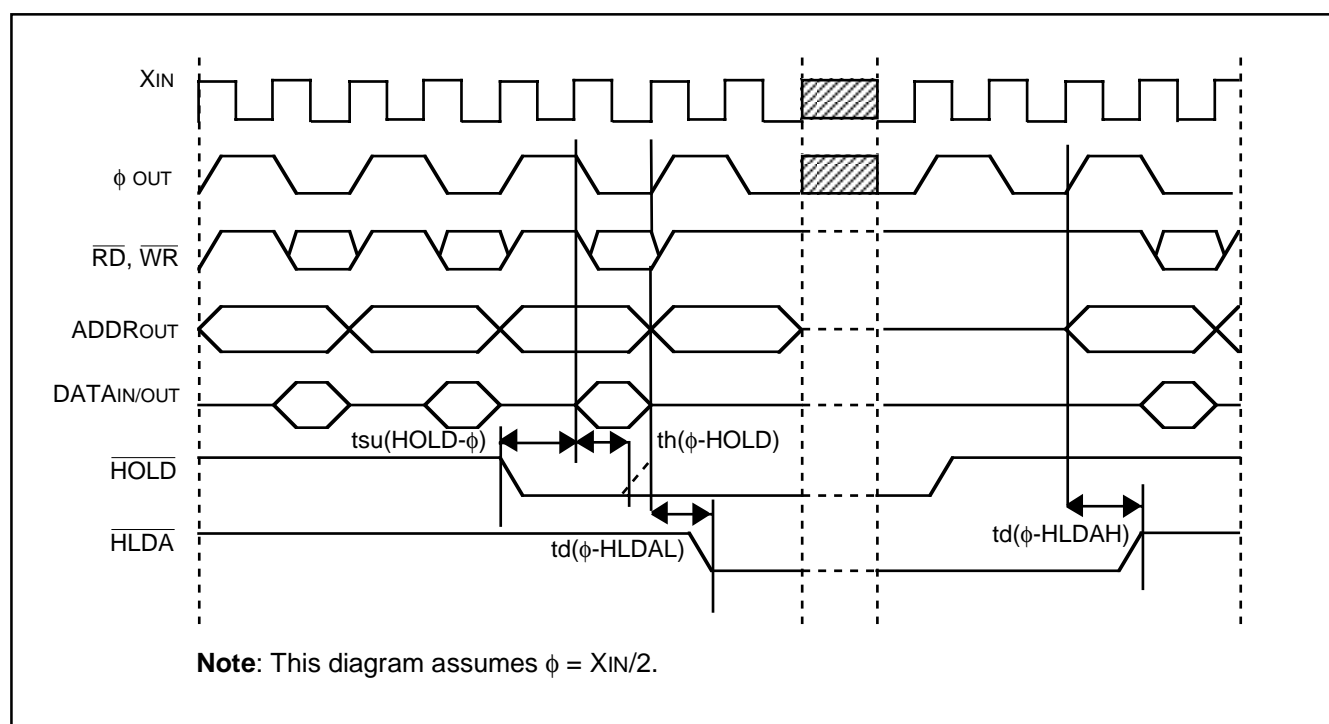 XIN
ϕ OUT
RD, WR
ADDROUT
DATAIN/OUT
tsu(HOLD-ϕ)
th(ϕ-HOLD)
HOLD
HLDA
td(ϕ-HLDAL)
td(ϕ-HLDAH)
Note: This diagram assumes ϕ = XIN/2.